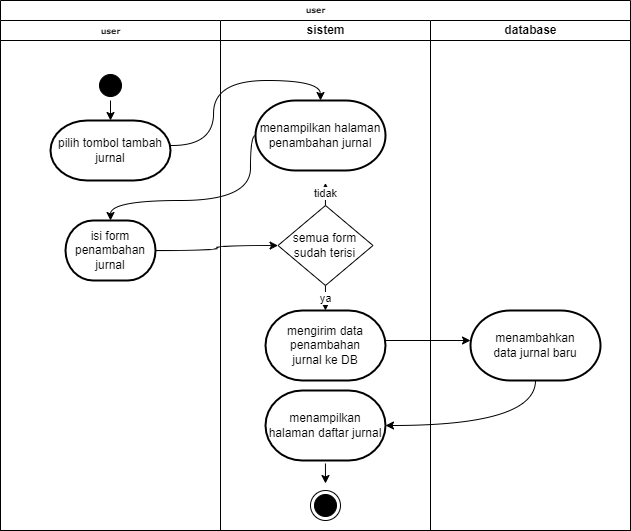 user
user
sistem
database
pilih tombol tambah
jurnal
menampilkan halaman
penambahan jurnal
tidak
isi form
penambahan
jurnal
semua form
sudah terisi
ya
mengirim data
penambahan
jurnal ke DB
menambahkan
data jurnal baru
menampilkan
halaman daftar jurnal